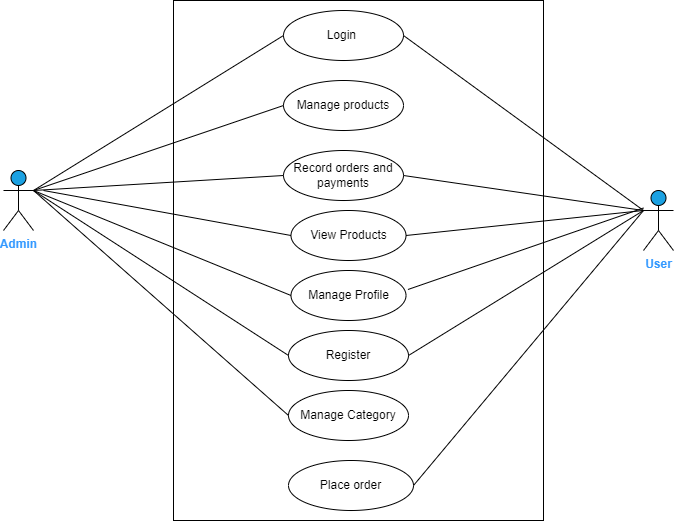 Login
Manage products
Record orders and
payments
View Products
Manage Profile
Register
Manage Category
Place order
Admin
User